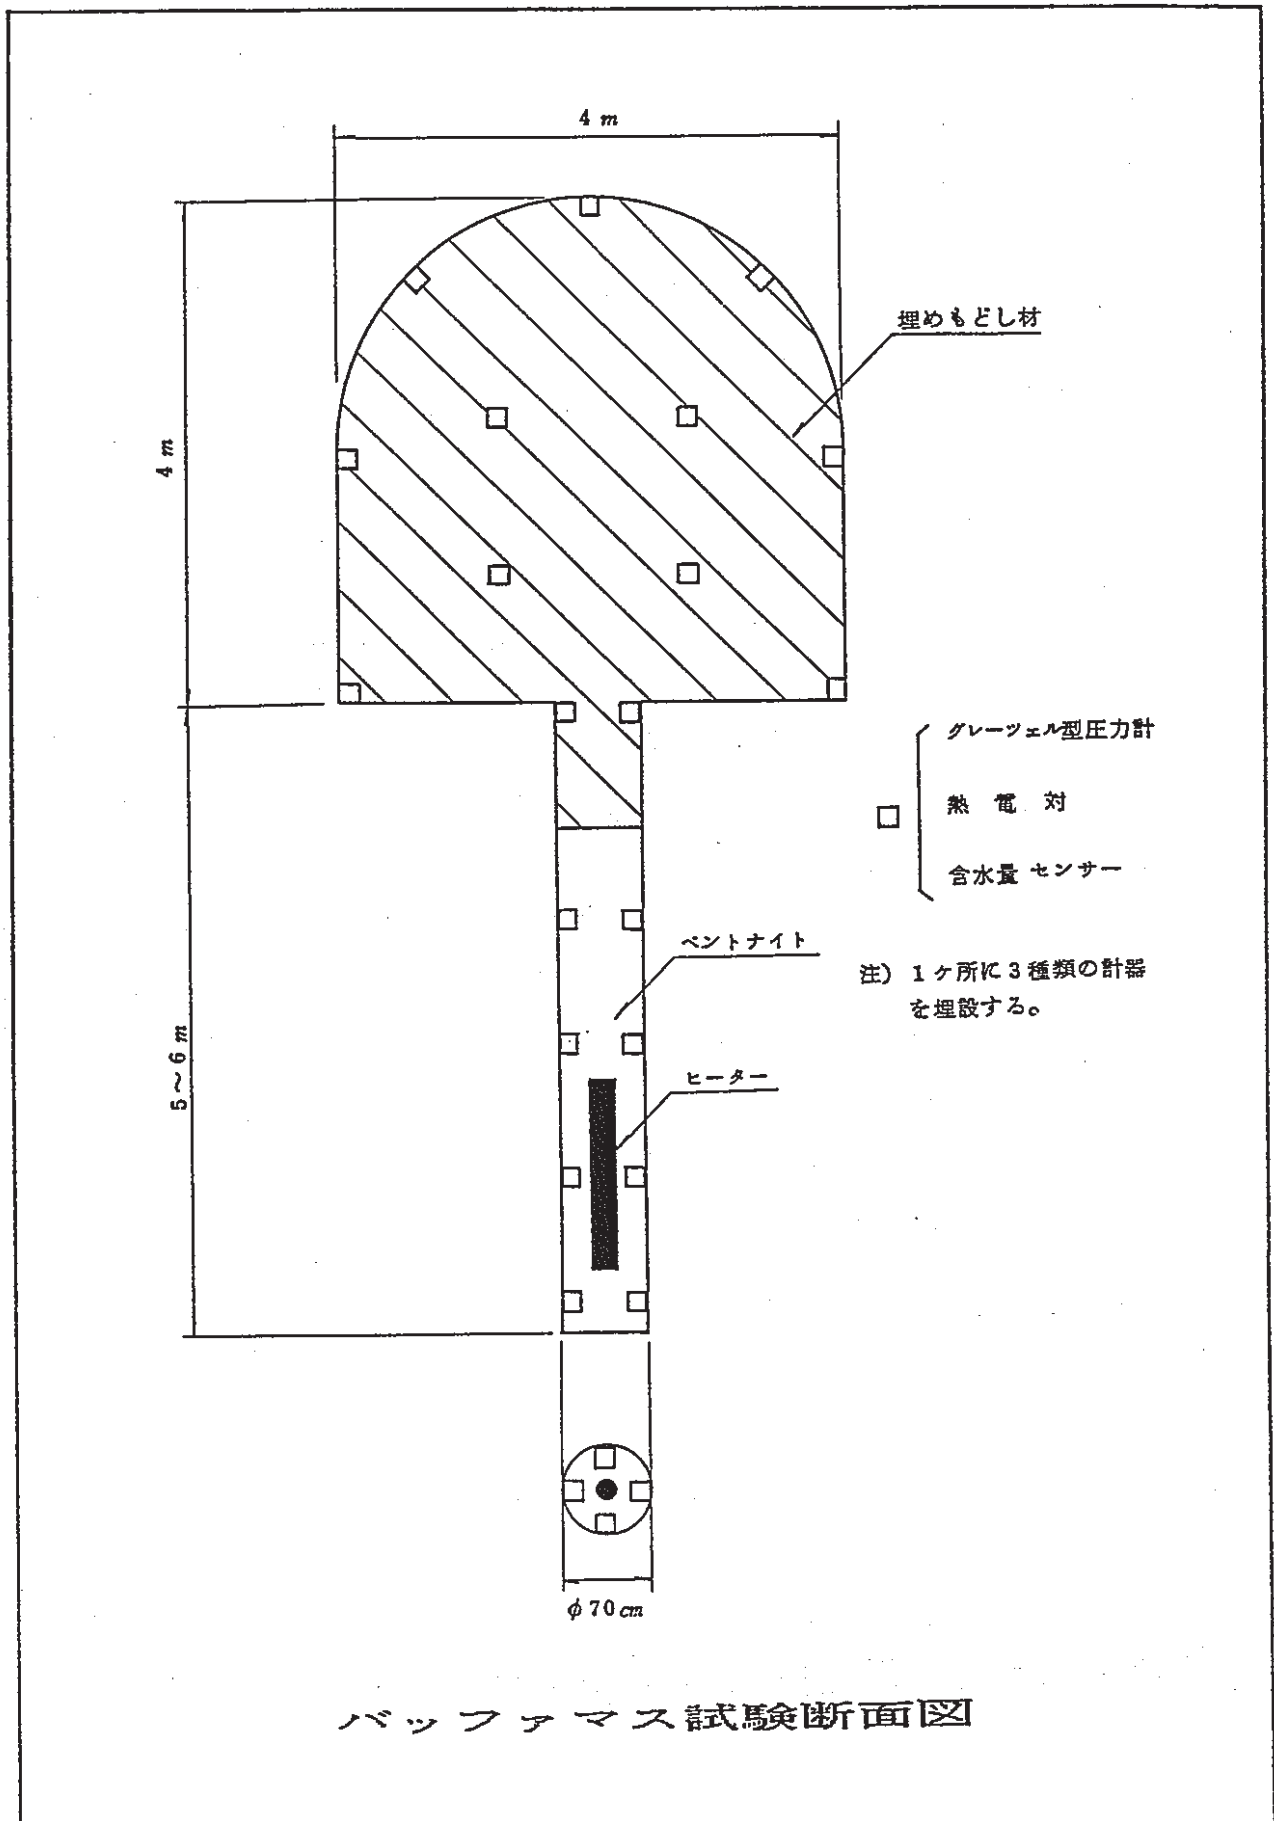 4 m
埋めもどし材
4 m
グレーツェル型圧力計
熱電対
含水量センサー
ベントナイト
注) 1ヶ所に3種類の計器
を埋設する。
ヒーター
5～6 m
φ70cm
バッファマス試験断面図